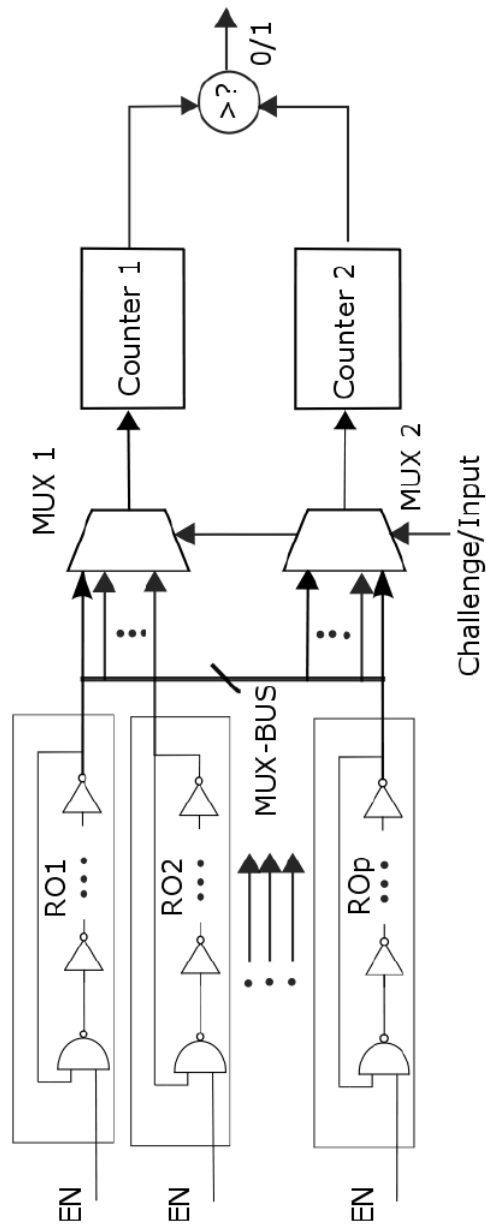 EN
RO1
EN
RO2
EN
ROp
MUX-BUS
MUX 1
MUX 2
Challenge/Input
Counter 1
Counter 2
> ?
0/1